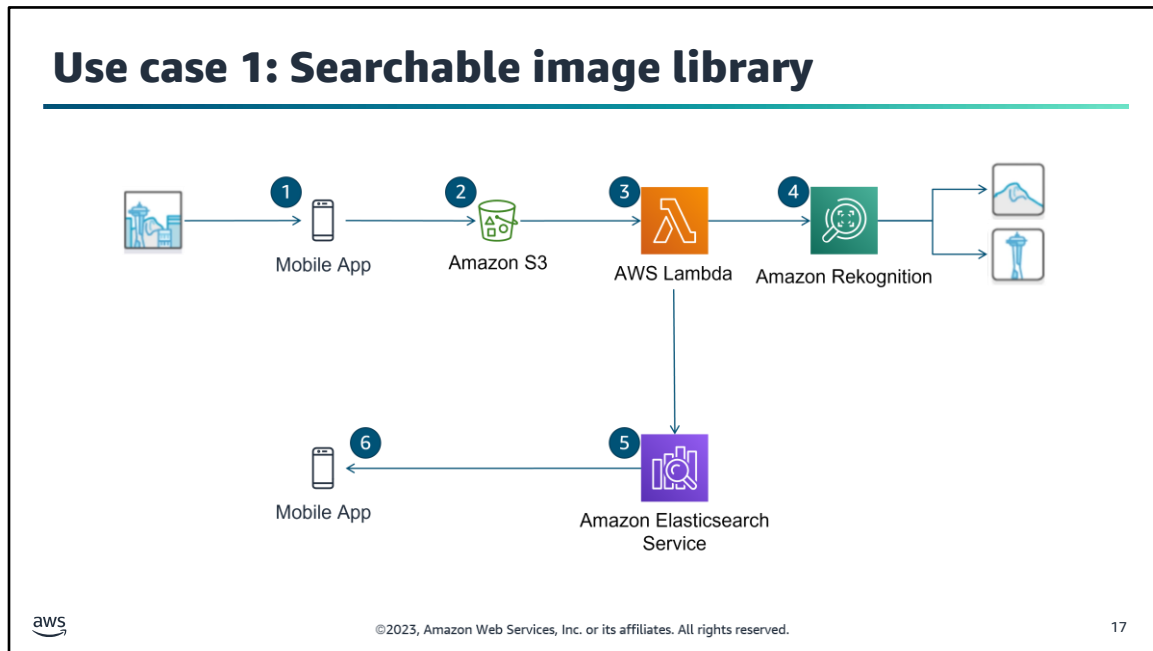 Use case 1: Searchable image library
1
2
3
4
Mobile App
Amazon S3
AWS Lambda
Amazon Rekognition
6
5
Mobile App
Amazon Elasticsearch
Service
aws
©2023, Amazon Web Services, Inc. or its affiliates. All rights reserved.
17